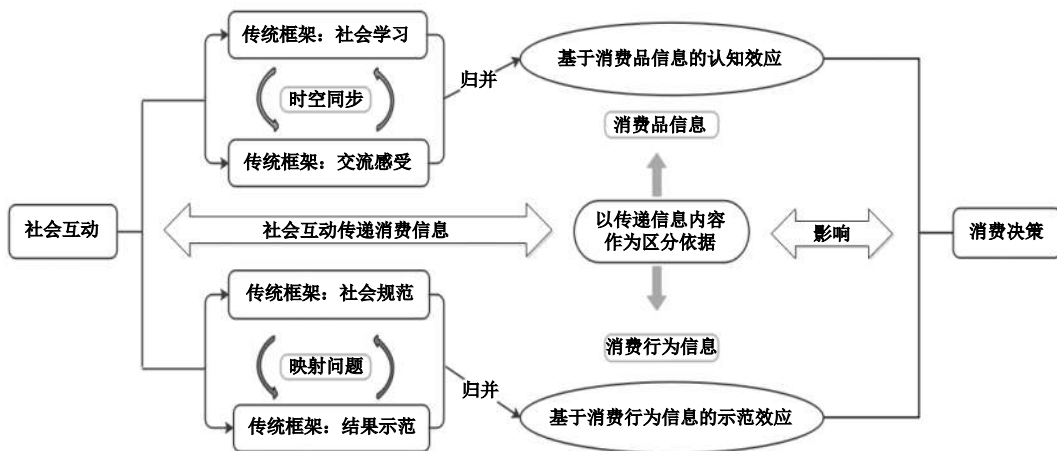 传统框架：社会学习
时空同步
传统框架：交流感受
归并
基于消费品信息的认知效应
消费品信息
社会互动
社会互动传递消费信息
以传递信息内容
作为区分依据
影响
消费决策
传统框架：社会规范
映射问题
传统框架：结果示范
归并
消费行为信息
基于消费行为信息的示范效应